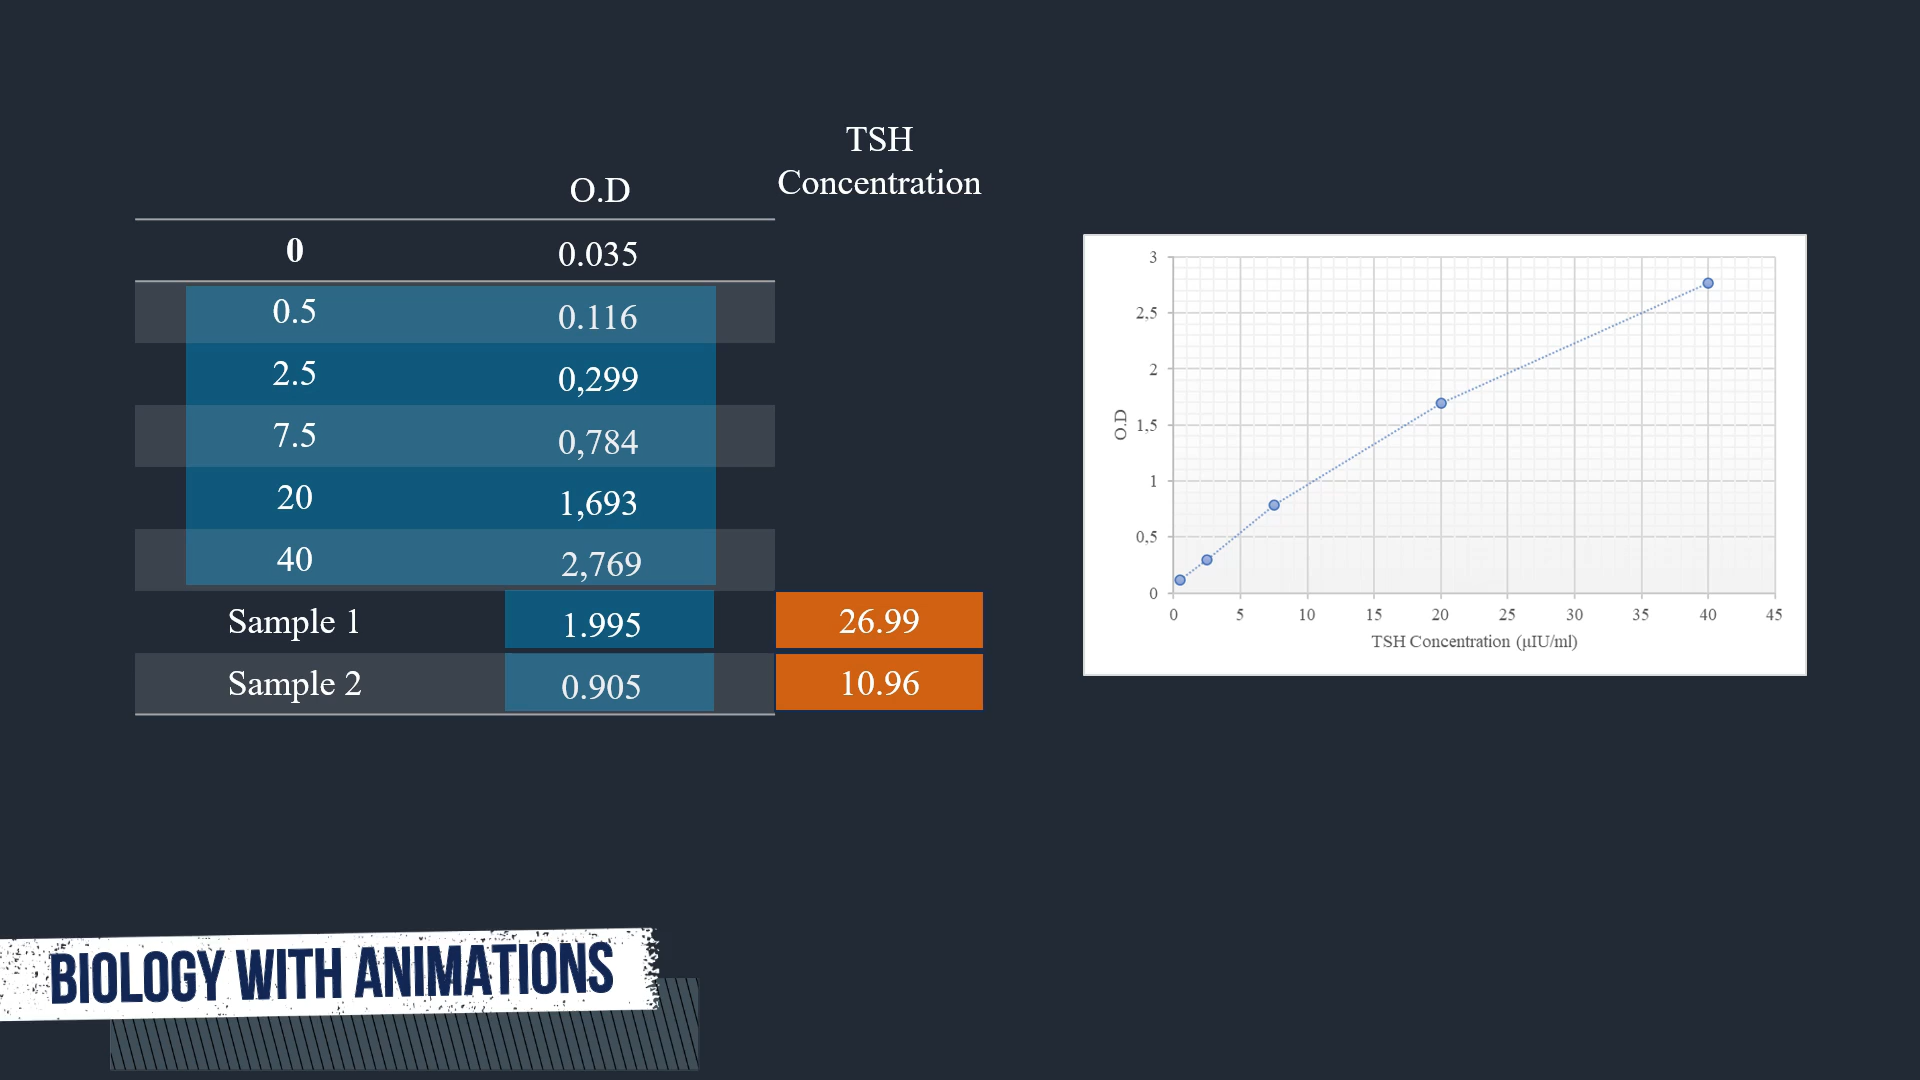 TSH
Concentration
O.D
0 0.035
0.5 0.116
2.5 0,299
7.5 0,784
20 1,693
40 2,769
Sample 1 1.995 26.99
Sample 2 0.905 10.96
3
2,5
2
1,5
1
0,5
0
O.D
0 5 10 15 20 25 30 35 40 45
TSH Concentration (μIU/ml)
BIOLOGY WITH ANIMATIONS